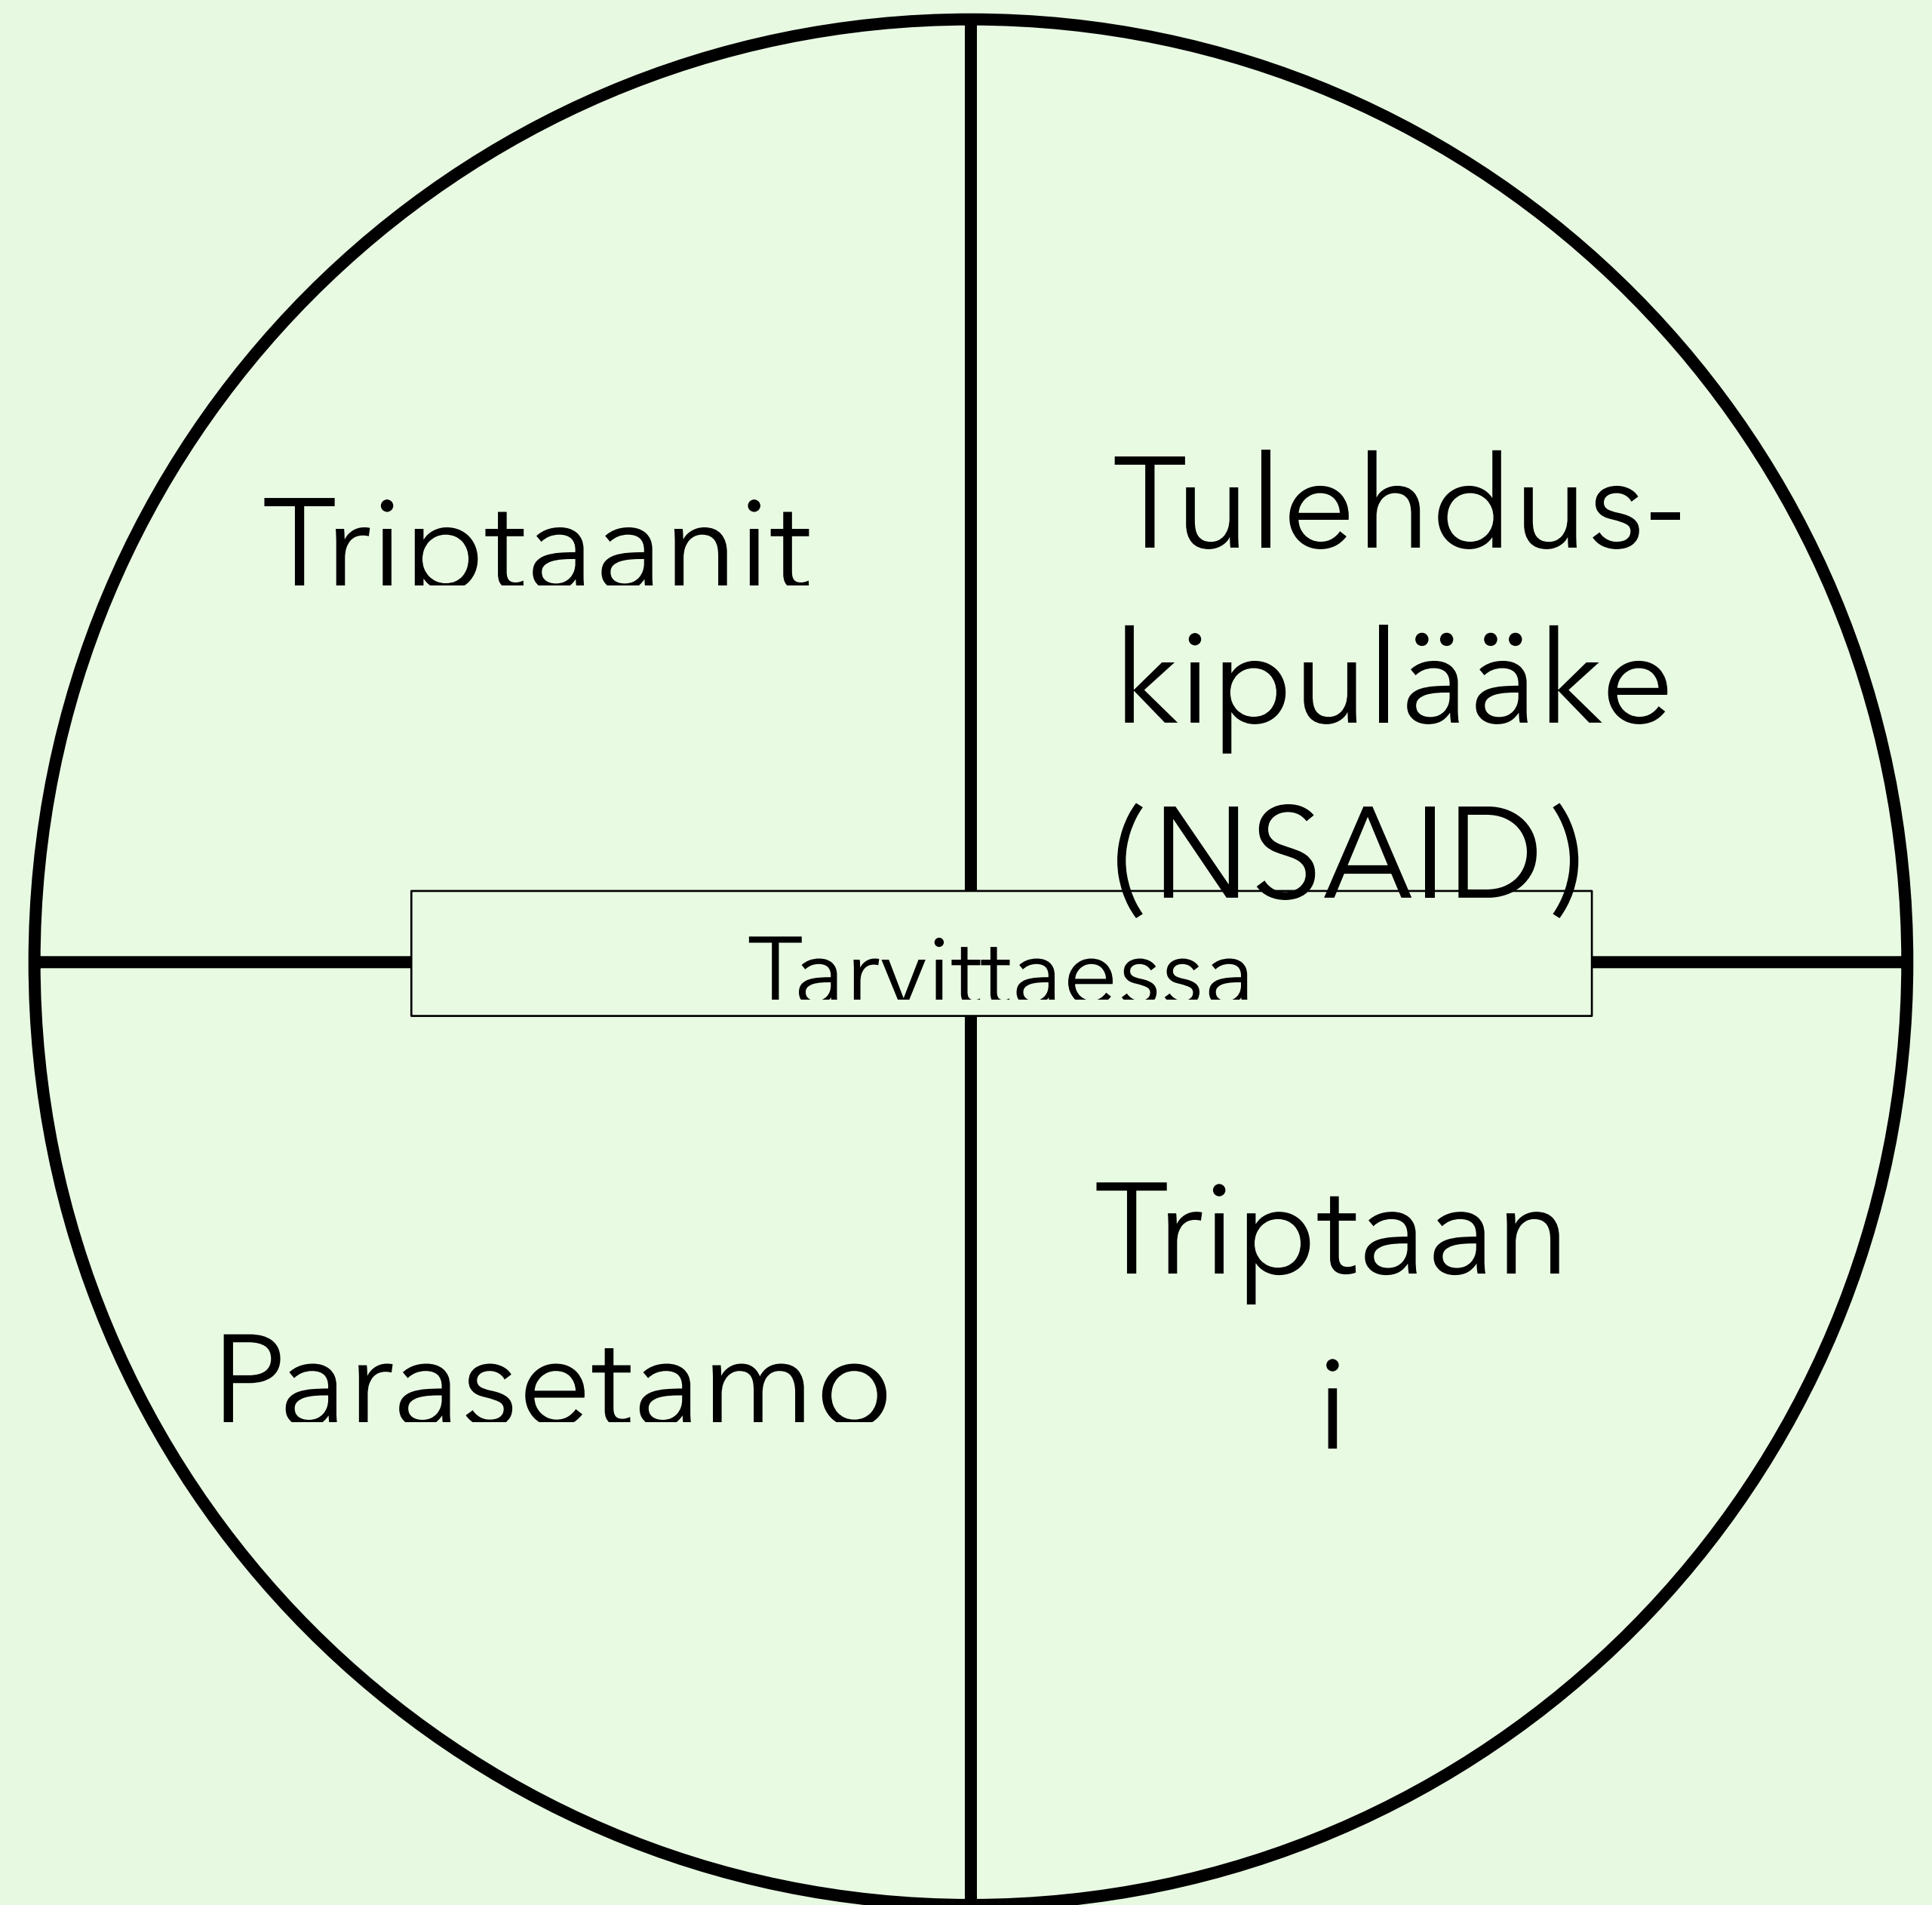 Triptaanit
Tulehdus-
kipulääke
(NSAID)
Tarvittaessa
Parasetamo
Triptaan
i